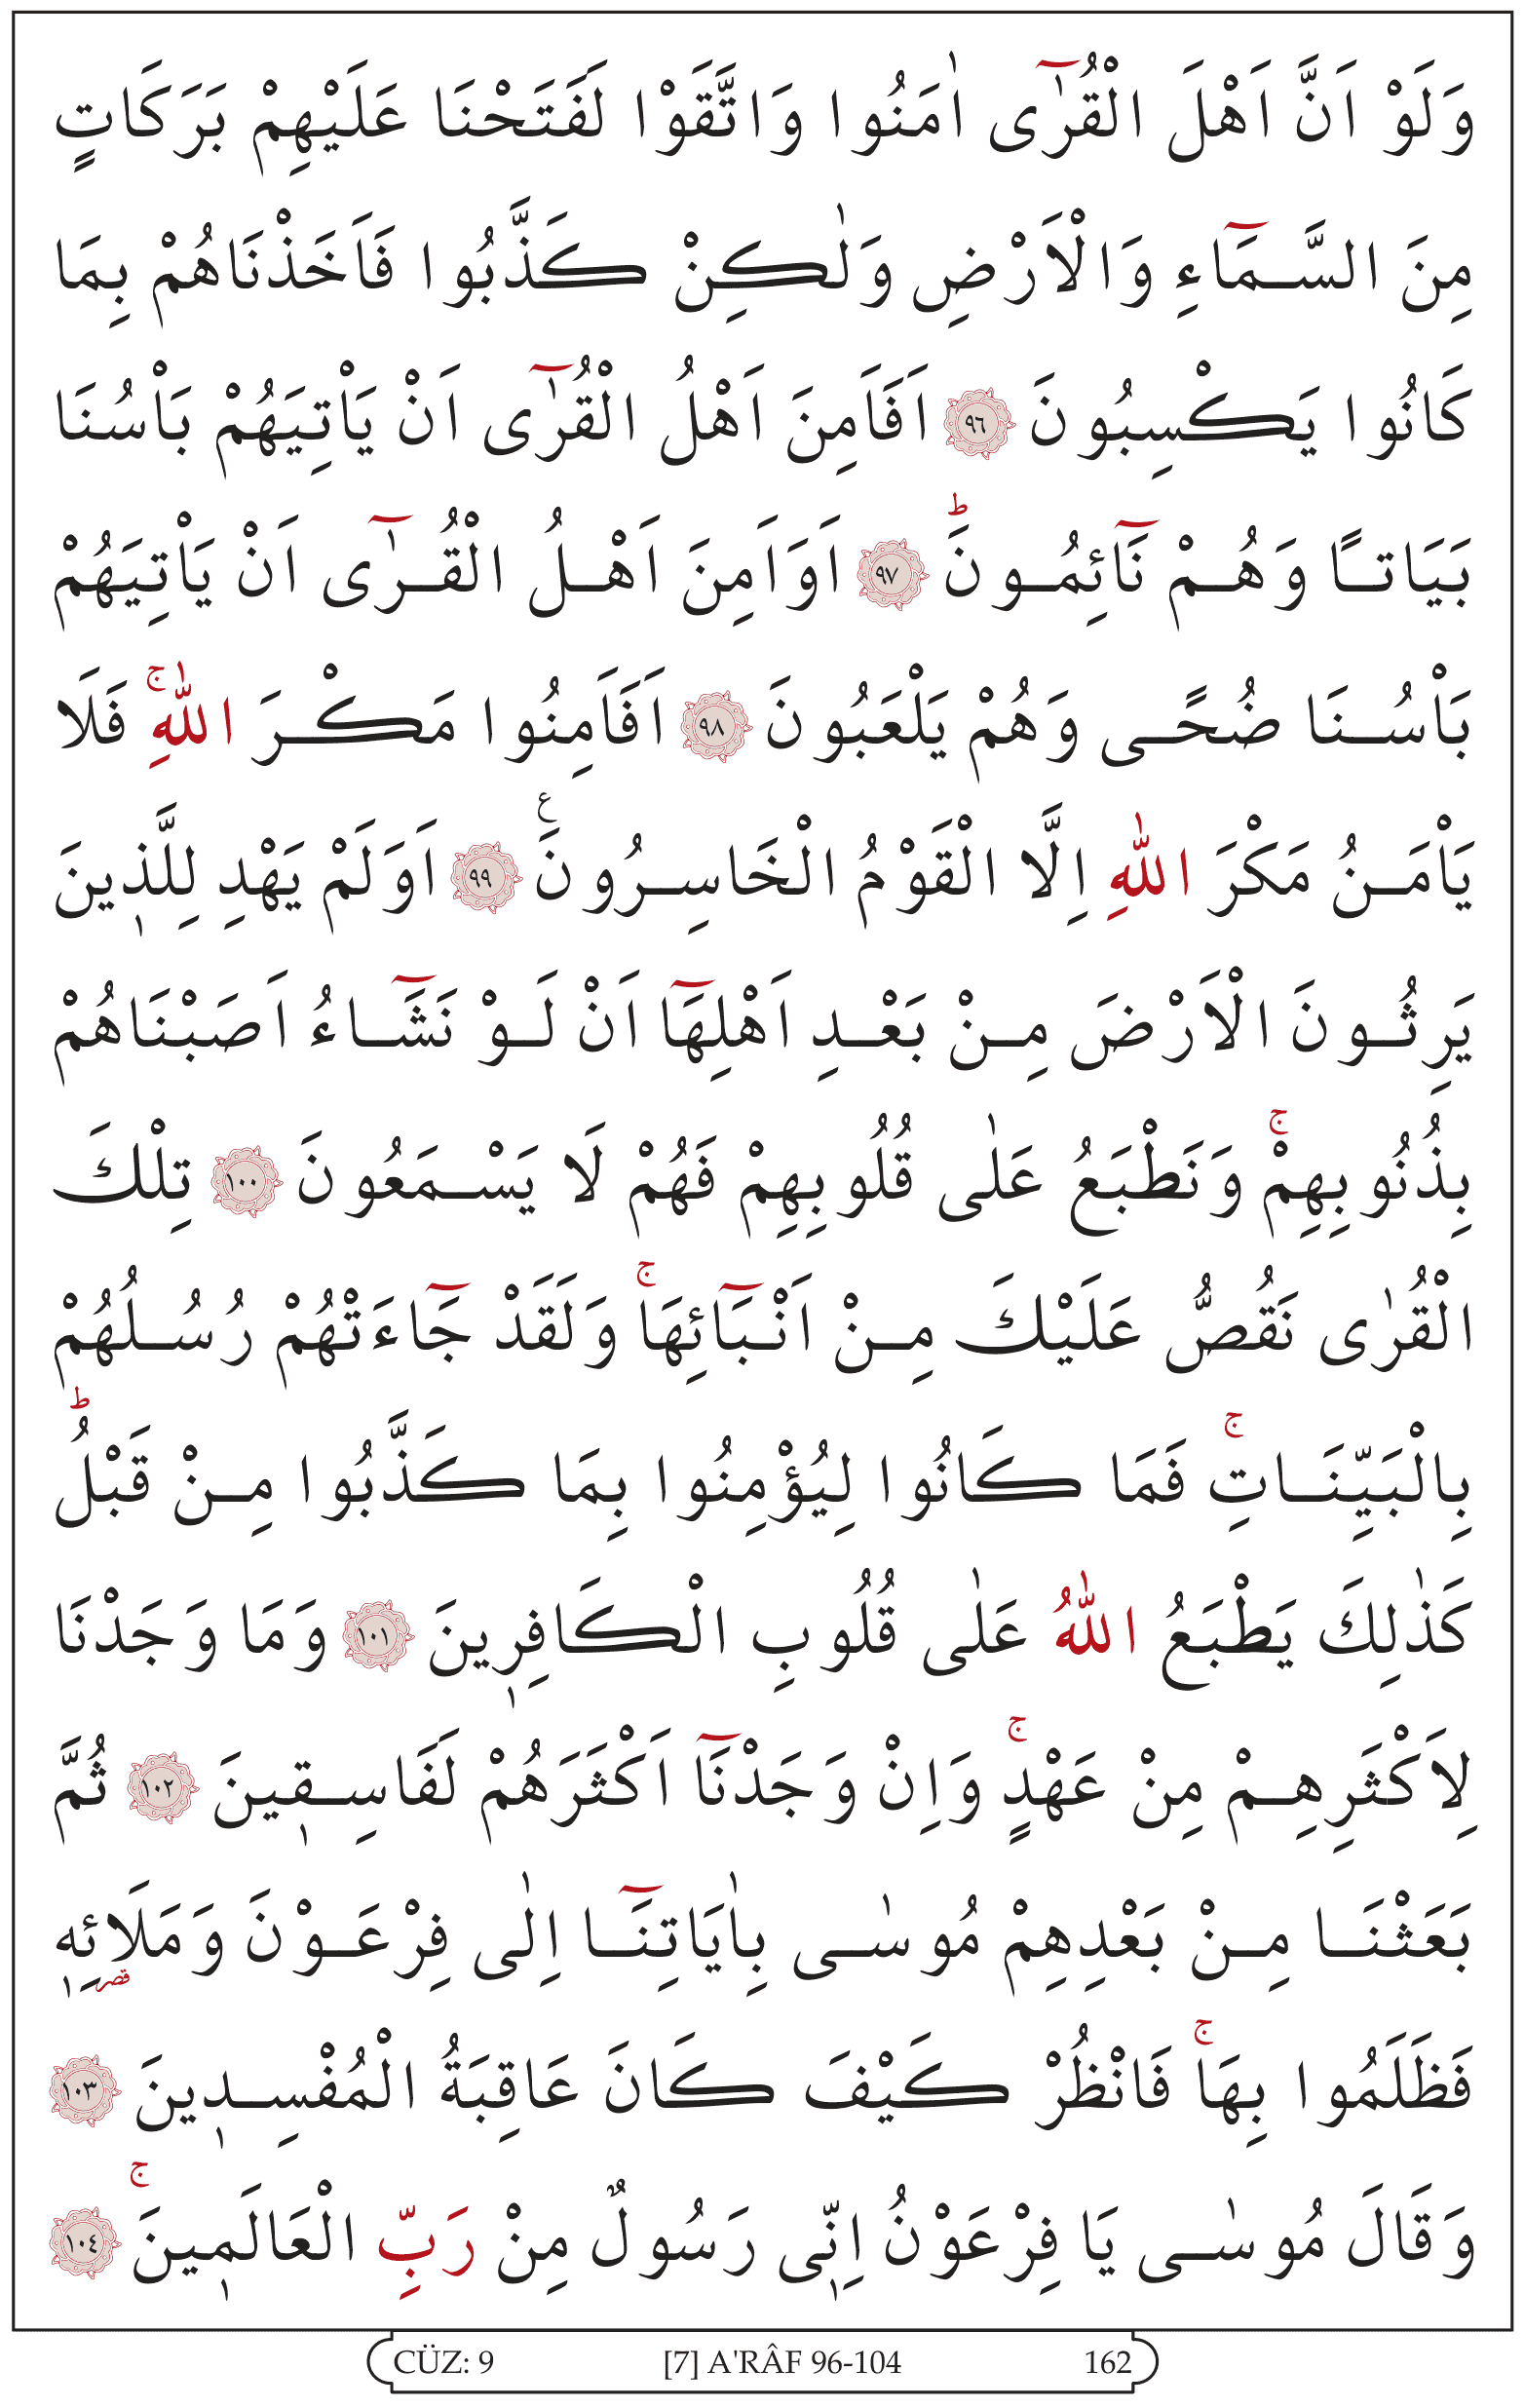 وَلَوْ اَنَّ اَهْلَ الْقُرٰٓى اٰمَنُوا وَاتَّقَوْا لَفَتَحْنَا عَلَيْهِمْ بَرَكَاتٍ
مِنَ السَّمَٓاءِ وَالْاَرْضِ وَلٰكِنْ كَذَّبُوا فَاَخَذْنَاهُمْ بِمَا
كَانُوا يَكْسِبُونَ ﴿٩٦﴾ اَفَاَمِنَ اَهْلُ الْقُرٰٓى اَنْ يَاْتِيَهُمْ بَاْسُنَا
بَيَاتًا وَهُمْ نَٓائِمُونَۜ ﴿٩٧﴾ اَوَاَمِنَ اَهْلُ الْقُرٰٓى اَنْ يَاْتِيَهُمْ
بَاْسُنَا ضُحًى وَهُمْ يَلْعَبُونَ ﴿٩٨﴾ اَفَاَمِنُوا مَكْرَ اللّٰهِۚ فَلَا
يَاْمَنُ مَكْرَ اللّٰهِ اِلَّا الْقَوْمُ الْخَاسِرُونَ۟ ﴿٩٩﴾ اَوَلَمْ يَهْدِ لِلَّذ۪ينَ
يَرِثُونَ الْاَرْضَ مِنْ بَعْدِ اَهْلِهَٓا اَنْ لَوْ نَشَٓاءُ اَصَبْنَاهُمْ
بِذُنُوبِهِمْۚ وَنَطْبَعُ عَلٰى قُلُوبِهِمْ فَهُمْ لَا يَسْمَعُونَ ﴿١٠٠﴾ تِلْكَ
الْقُرٰى نَقُصُّ عَلَيْكَ مِنْ اَنْبَٓائِهَاۚ وَلَقَدْ جَٓاءَتْهُمْ رُسُلُهُمْ
بِالْبَيِّنَاتِۚ فَمَا كَانُوا لِيُؤْمِنُوا بِمَا كَذَّبُوا مِنْ قَبْلُۜ
كَذٰلِكَ يَطْبَعُ اللّٰهُ عَلٰى قُلُوبِ الْكَافِر۪ينَ ﴿١٠١﴾ وَمَا وَجَدْنَا
لِاَكْثَرِهِمْ مِنْ عَهْدٍۚ وَاِنْ وَجَدْنَٓا اَكْثَرَهُمْ لَفَاسِق۪ينَ ﴿١٠٢﴾ ثُمَّ
بَعَثْنَا مِنْ بَعْدِهِمْ مُوسٰى بِاٰيَاتِنَٓا اِلٰى فِرْعَوْنَ وَمَلَا۬ئِه۪
فَظَلَمُوا بِهَاۚ فَانْظُرْ كَيْفَ كَانَ عَاقِبَةُ الْمُفْسِد۪ينَ ﴿١٠٣﴾
وَقَالَ مُوسٰى يَا فِرْعَوْنُ اِنّ۪ي رَسُولٌ مِنْ رَبِّ الْعَالَم۪ينَۚ ﴿١٠٤﴾
CÜZ: 9 [7] A'RÂF 96-104 162